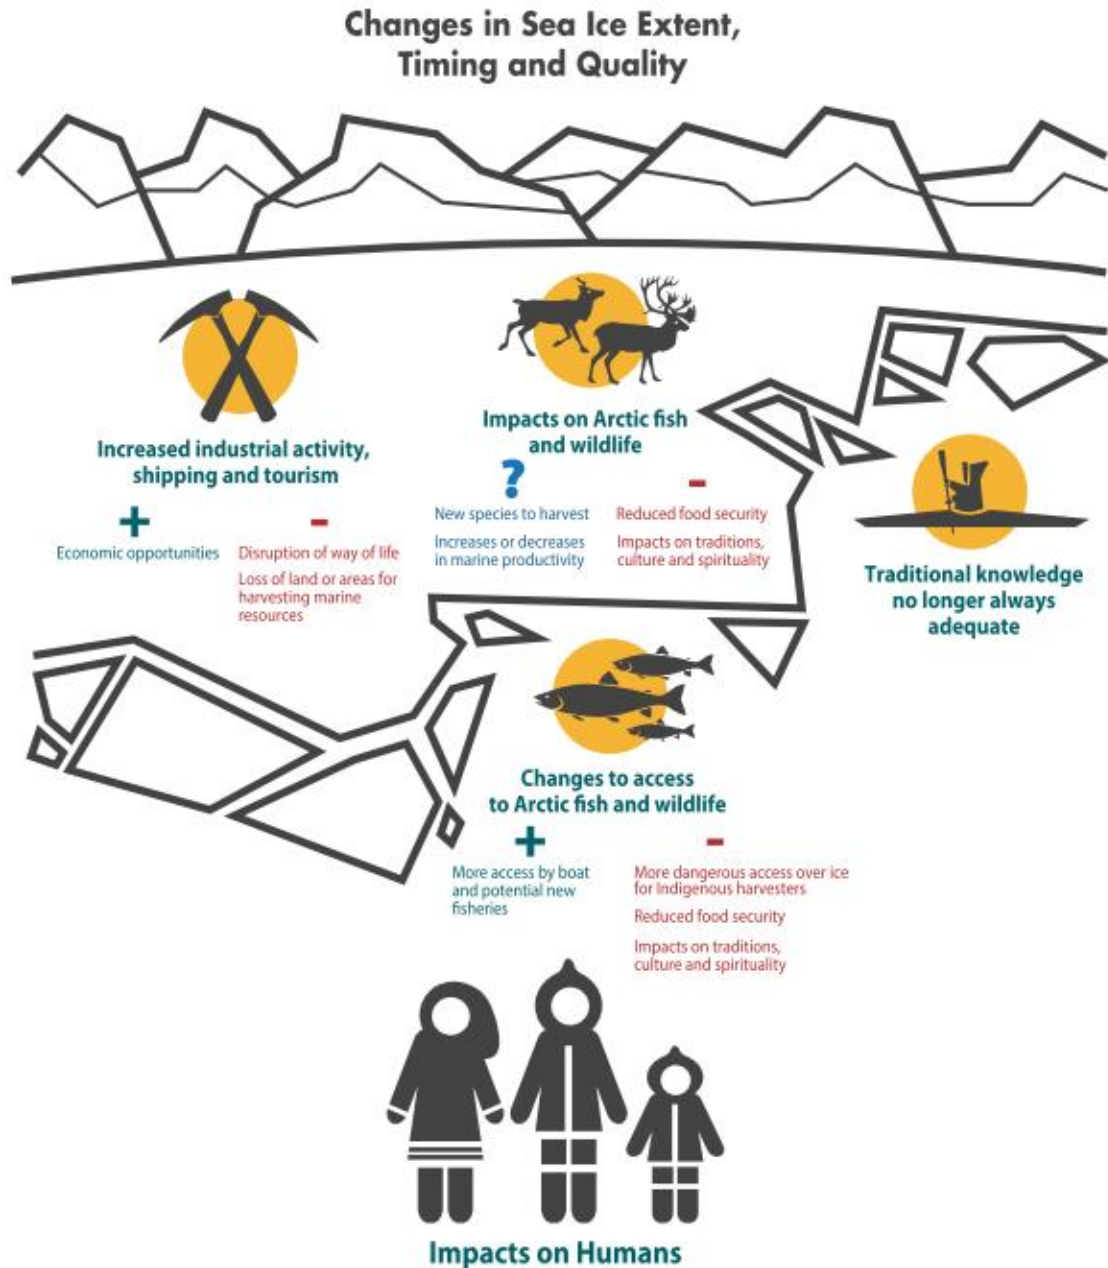 Changes in Sea Ice Extent,
Timing and Quality
Increased industrial activity,
shipping and tourism
+
Economic opportunities
-
Disruption of way of life
Loss of land or areas for
harvesting marine
resources
Impacts on Arctic fish
and wildlife
?
New species to harvest
Increases or decreases
in marine productivity
-
Reduced food security
Impacts on traditions,
culture and spirituality
Traditional knowledge
no longer always
adequate
Changes to access
to Arctic fish and wildlife
+
More access by boat
and potential new
fisheries
-
More dangerous access over ice
for Indigenous harvesters
Reduced food security
Impacts on traditions,
culture and spirituality
Impacts on Humans